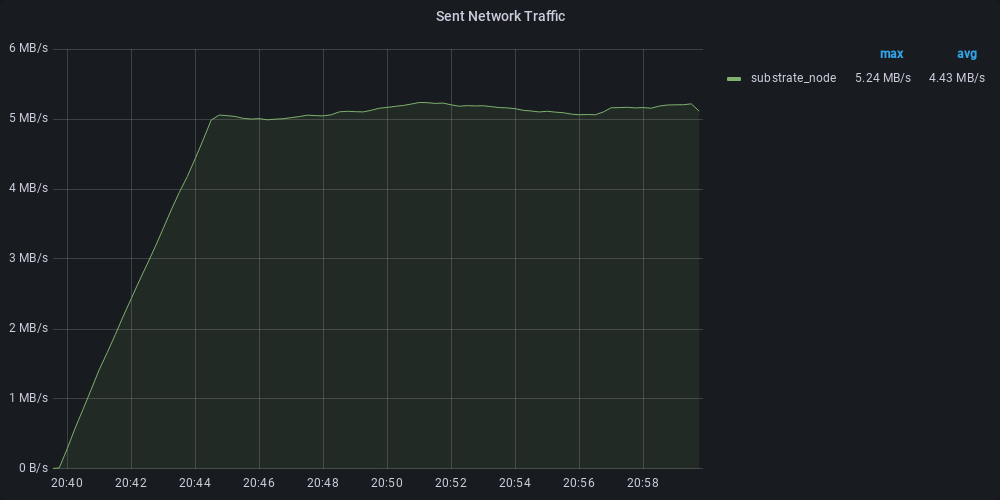 Sent Network Traffic
6 MB/s
5 MB/s
4 MB/s
3 MB/s
2 MB/s
1 MB/s
0 B/s
20:40 20:42 20:44 20:46 20:48 20:50 20:52 20:54 20:56 20:58
max avg
substrate_node 5.24 MB/s 4.43 MB/s